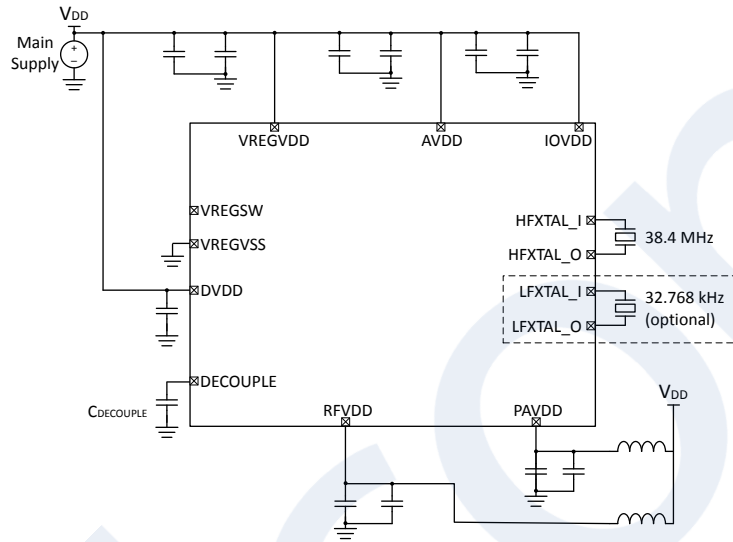 VDD
Main
Supply
+
−
VREGVDD
AVDD
IOVDD
VREGSW
HFXTAL_I
38.4 MHz
VREGVSS
HFXTAL_O
DVDD
LFXTAL_I
32.768 kHz
(optional)
LFXTAL_O
DECOUPLE
CDECOUPLE
RFVDD
PAVDD
VDD